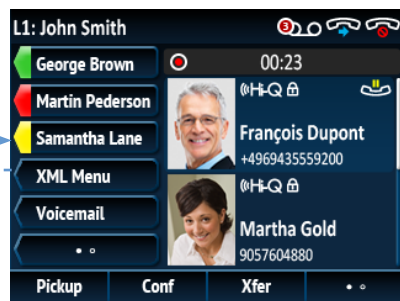 L1: John Smith
3
George Brown
00:23
Martin Pederson
Hi-Q
Samantha Lane
François Dupont
+4969435559200
XML Menu
Hi-Q
Voicemail
Martha Gold
9057604880
Pickup Conf Xfer